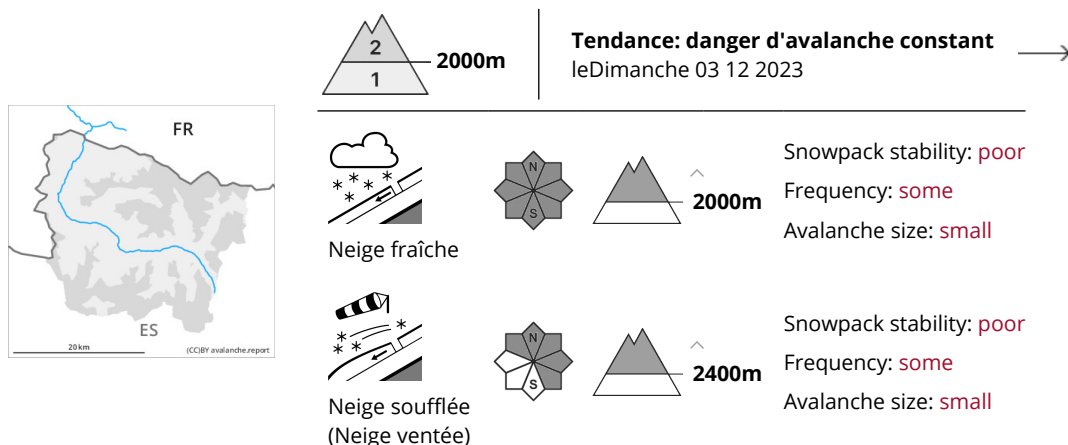 2
1
2000m
Tendance: danger d'avalanche constant
leDimanche 03 12 2023
FR
ES
20 km
(CC)BY avalanche.report
N
S
2000m
Neige fraîche
Snowpack stability: poor
Frequency: some
Avalanche size: small
N
S
2400m
Neige soufflée
(Neige ventée)
Snowpack stability: poor
Frequency: some
Avalanche size: small